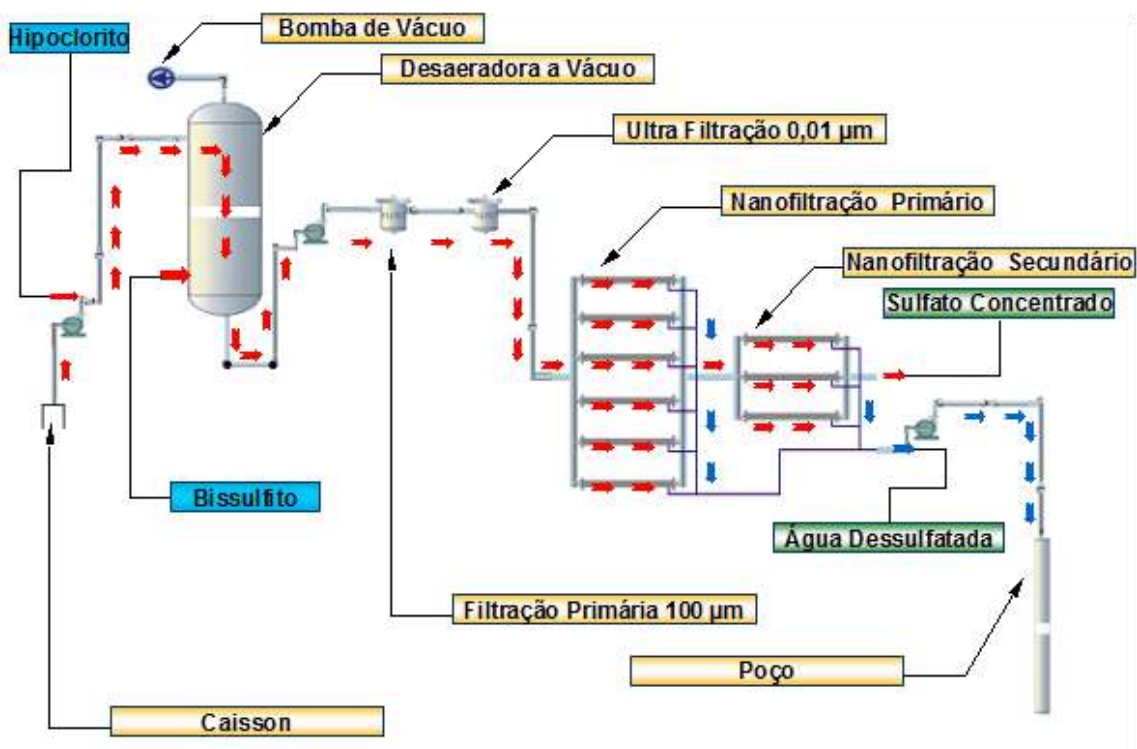 Bomba de Vácuo
Hipoclorito
Desaeradora a Vácuo
Ultra Filtração 0,01 µm
Nanofiltração Primário
Nanofiltração Secundário
Sulfato Concentrado
Bissulfito
Água Dessulfatada
Filtração Primária 100 µm
Poço
Caisson